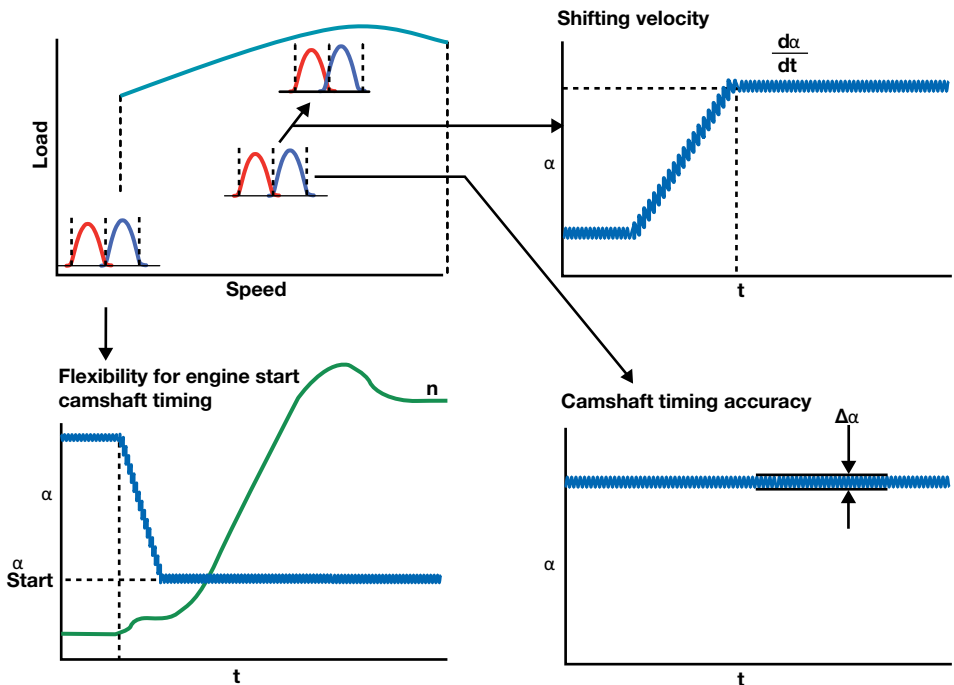 Load
Speed
Shifting velocity
dα
dt
α
t
Flexibility for engine start
camshaft timing
n
α
α
Start
t
Camshaft timing accuracy
Δα
α
t